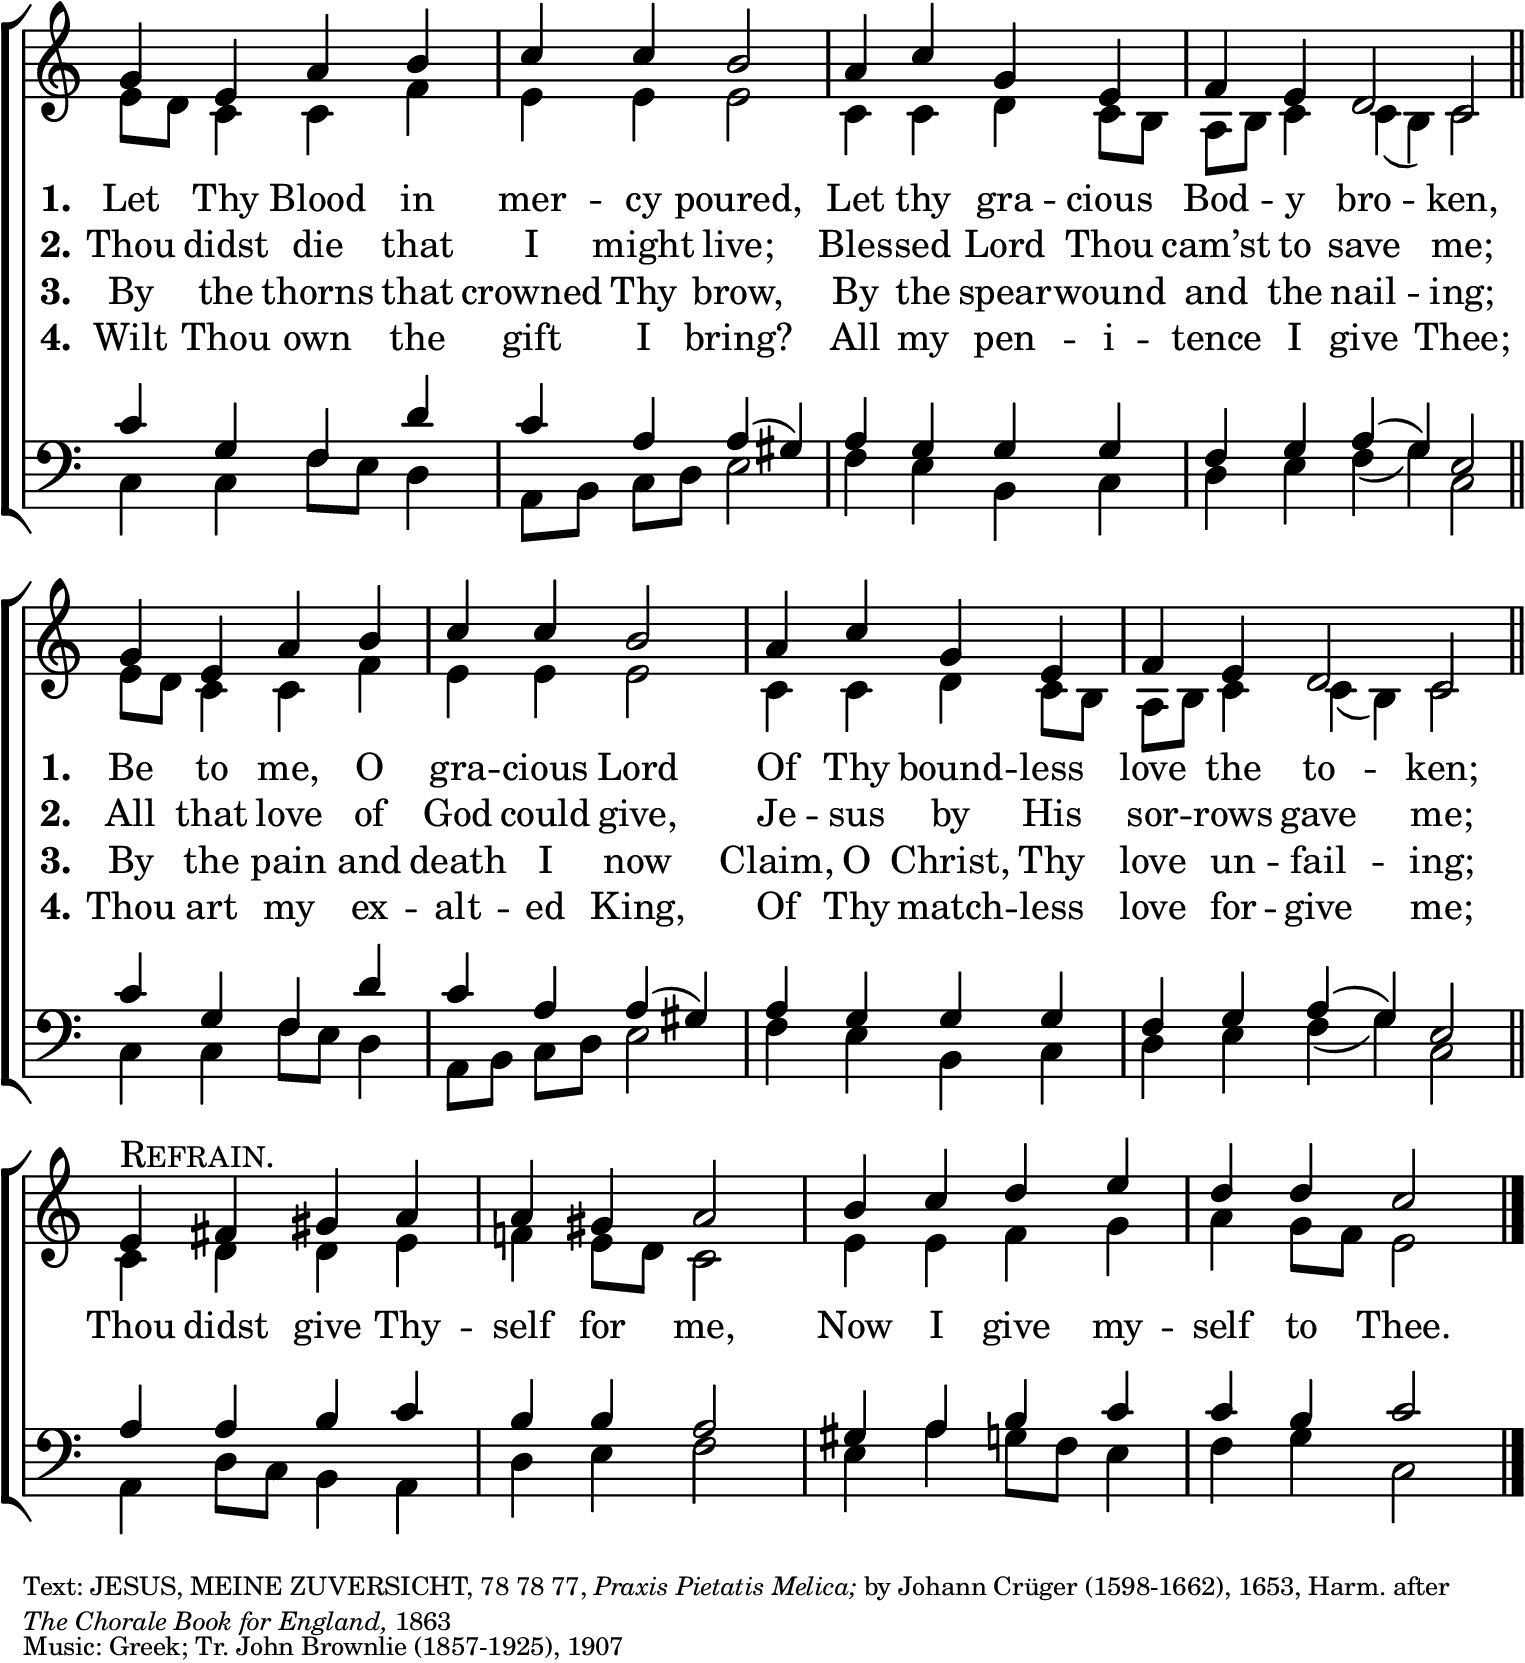 1. Let Thy Blood in mer - cy poured, Let thy gra - cious Bod - y bro - ken,
2. Thou didst die that I might live; Blessed Lord Thou cam’st to save me;
3. By the thorns that crowned Thy brow, By the spearwound and the nail - ing;
4. Wilt Thou own the gift I bring? All my pen - i - tence I give Thee;
1. Be to me, O gra - cious Lord Of Thy bound - less love the to - ken;
2. All that love of God could give, Je - sus by His sor - rows gave me;
3. By the pain and death I now Claim, O Christ, Thy love un - fail - ing;
4. Thou art my ex - alt - ed King, Of Thy match - less love for - give me;
REFRAIN.
Thou didst give Thy - self for me, Now I give my - self to Thee.
Text: JESUS, MEINE ZUVERSICHT, 78 78 77, Praxis Pietatis Melica; by Johann Crüger (1598-1662), 1653, Harm. after
The Chorale Book for England, 1863
Music: Greek; Tr. John Brownlie (1857-1925), 1907